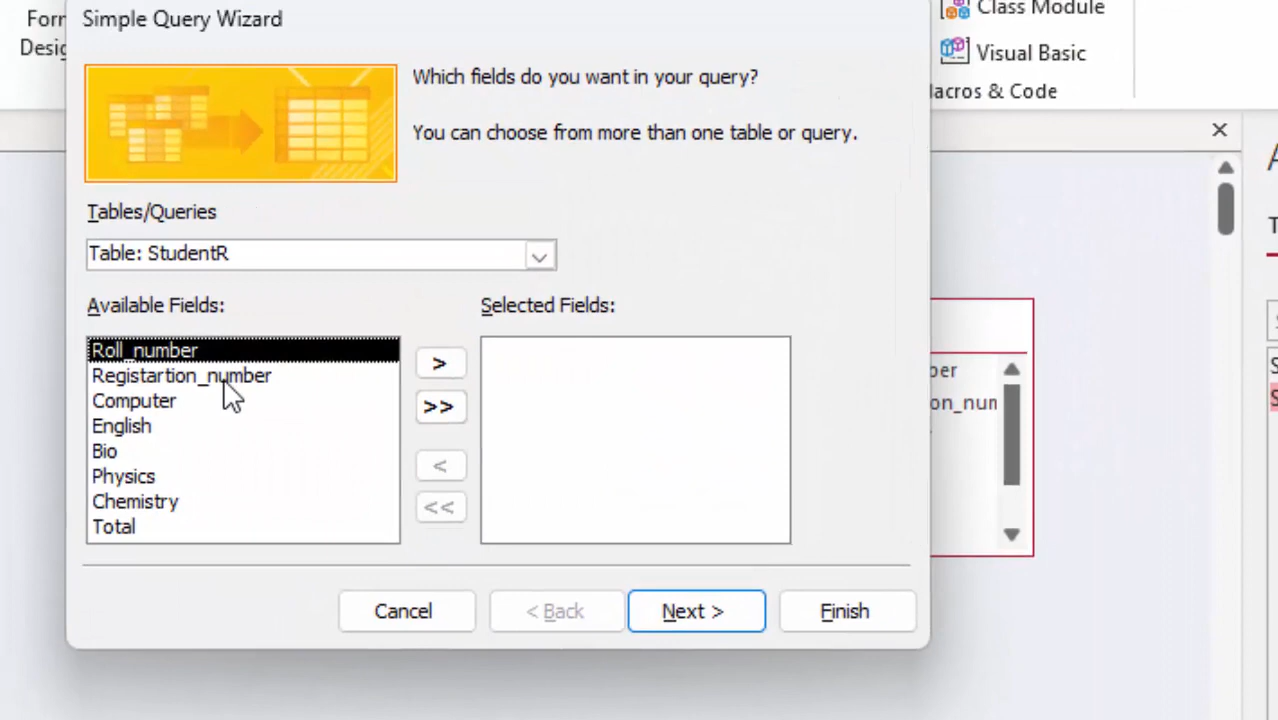 Simple Query Wizard
Class Module
Visual Basic
Which fields do you want in your query?
You can choose from more than one table or query.
Tables/Queries
Table: StudentR
Available Fields:
Selected Fields:
Roll_number
Registartion_number
Computer
English
Bio
Physics
Chemistry
Total
>
>>
<
<<
Cancel
< Back
Next >
Finish
& Code